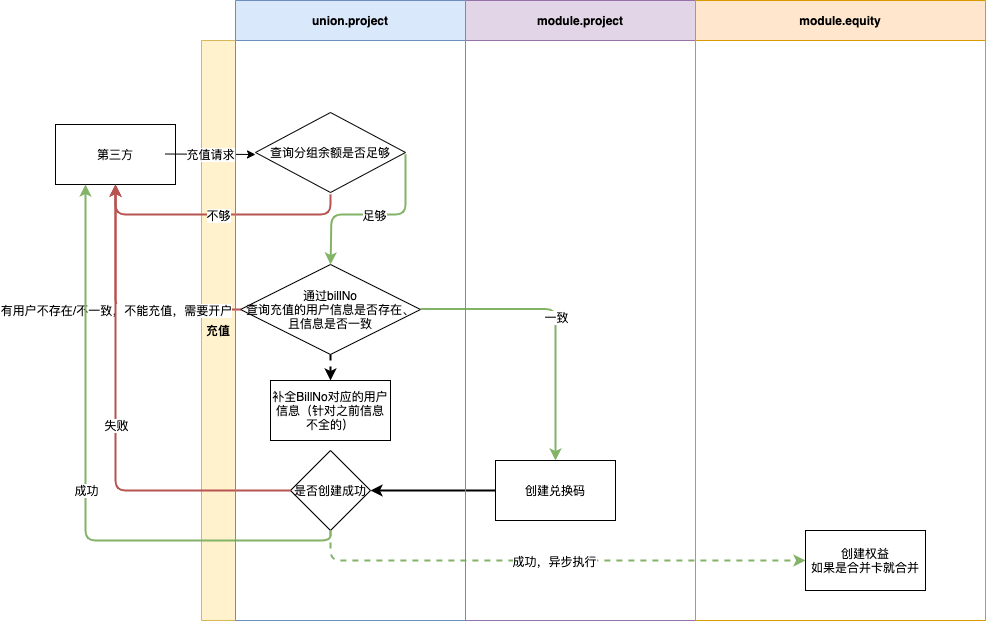 union.project
module.project
module.equity
第三方
充值请求
查询分组余额是否足够
不够
足够
有用户不存在/不一致，不能充值，需要开户
通过billNo
查询充值的用户信息是否存在、
且信息是否一致
一致
充值
补全BillNo对应的用户
信息（针对之前信息
不全的）
失败
成功
是否创建成功
创建兑换码
成功，异步执行
创建权益
如果是合并卡就合并